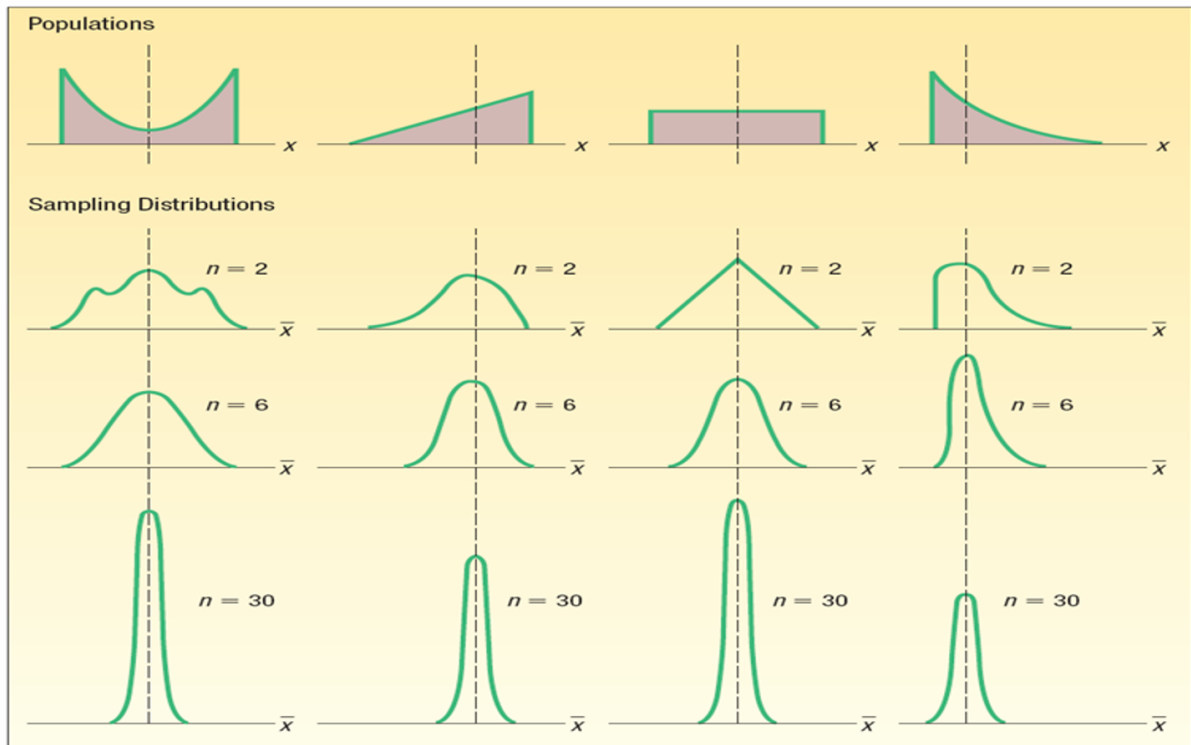 Populations
x x x x
Sampling Distributions
n = 2 n = 2 n = 2 n = 2
x̅ x̅ x̅ x̅
n = 6 n = 6 n = 6 n = 6
x̅ x̅ x̅ x̅
n = 30 n = 30 n = 30 n = 30
x̅ x̅ x̅ x̅